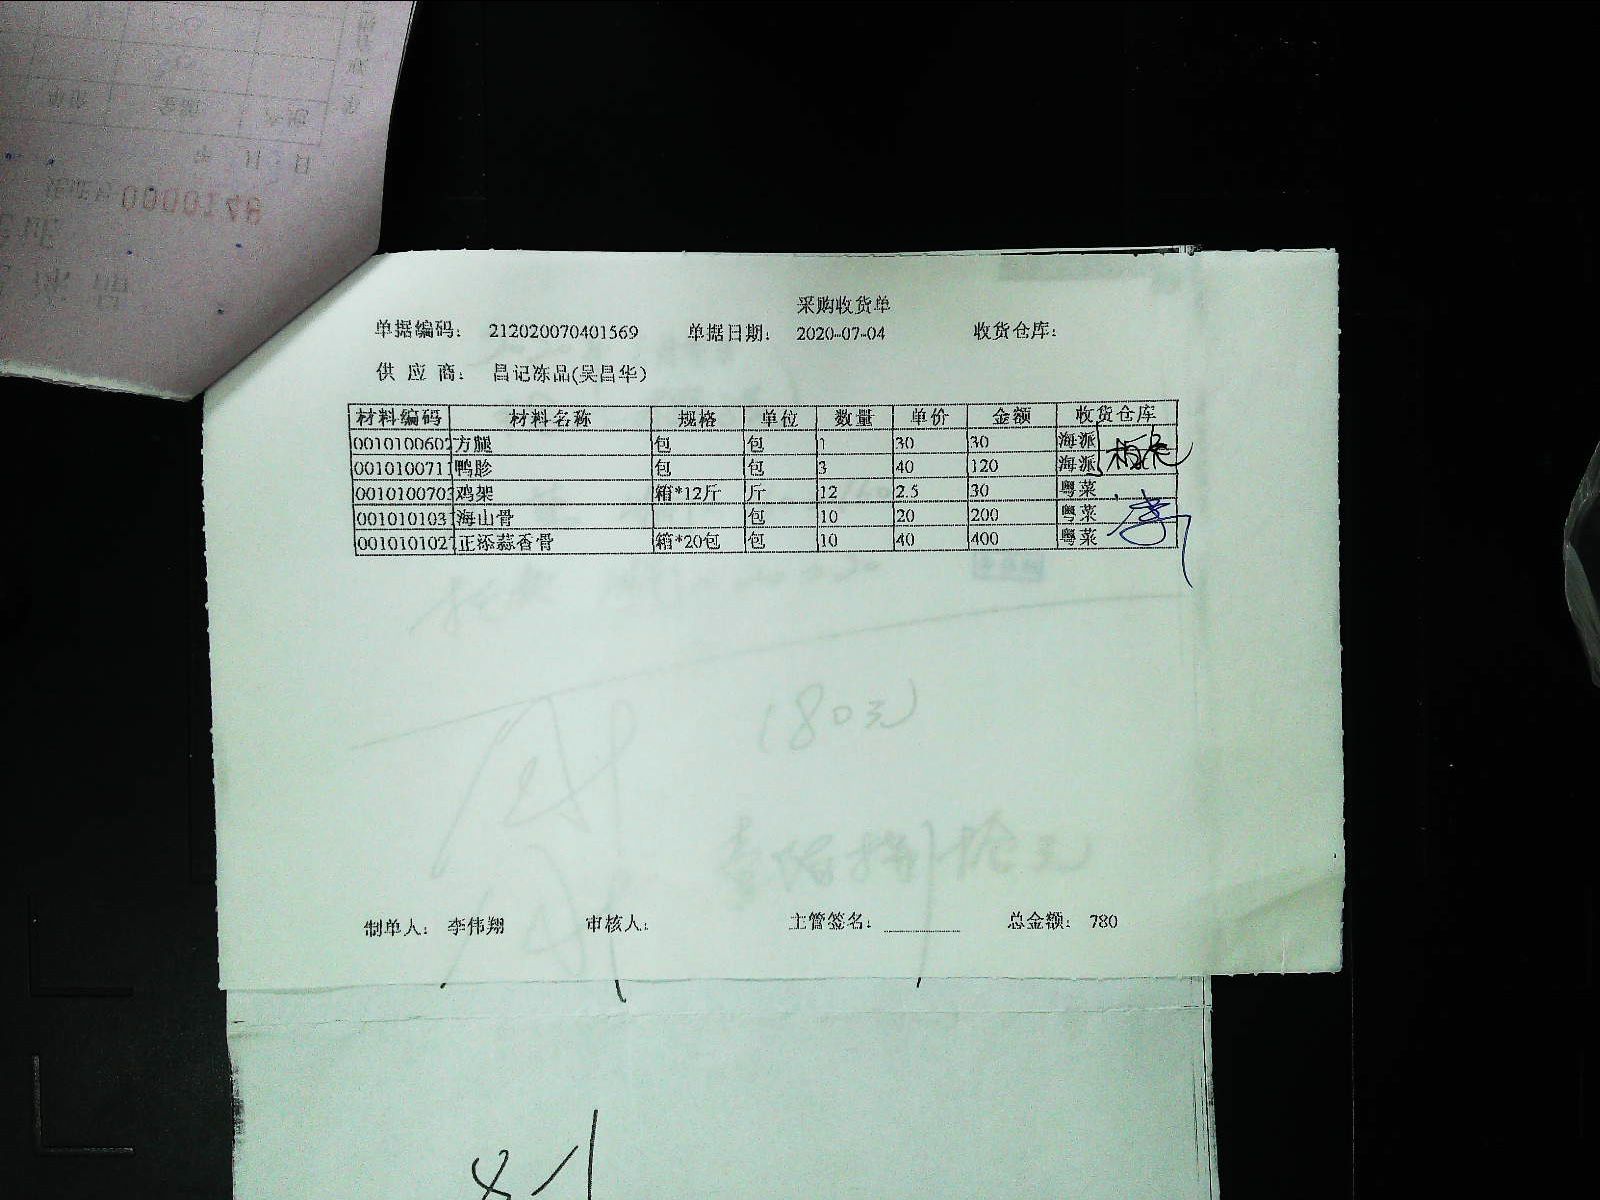 0000149
采购收货单
单据编码： 212020070401569 单据日期： 2020-07-04 收货仓库：
供 应 商： 昌记冻品(吴昌华)
材料编码 材料名称 规格 单位 数量 单价 金额 收货仓库
0010100602 方腿 包 包 1 30 30 海派
0010100711 鸭胗 包 包 3 40 120 海派
0010100703 鸡架 箱*12斤 斤 12 2.5 30 粤菜
001010103 海山骨 包 10 20 200 粤菜
0010101027 正添蒜香骨 箱*20包 包 10 40 400 粤菜
180元
制单人： 李伟翔 审核人： 主管签名： 总金额： 780